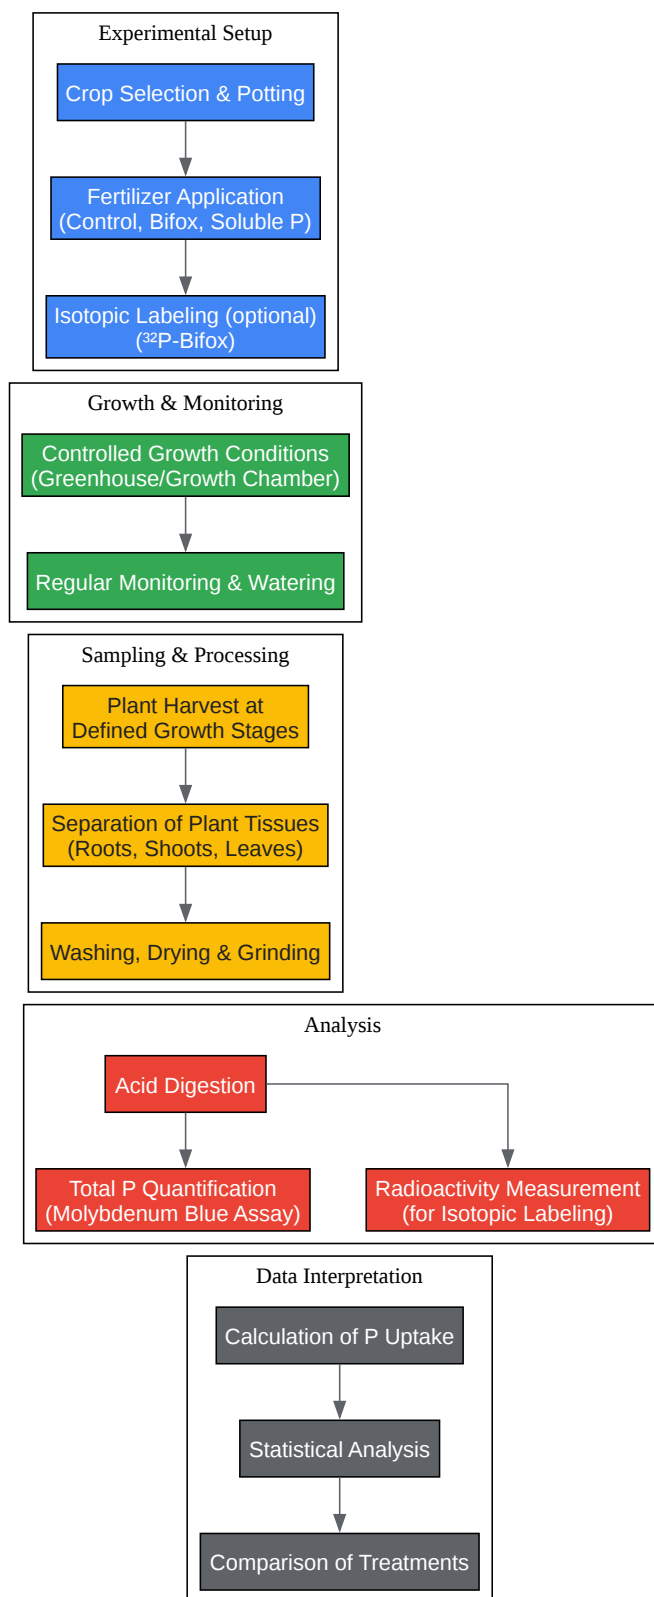 Experimental Setup
Crop Selection & Potting
Fertilizer Application
(Control, Bifox, Soluble P)
Isotopic Labeling (optional)
(³²P-Bifox)
Growth & Monitoring
Controlled Growth Conditions
(Greenhouse/Growth Chamber)
Regular Monitoring & Watering
Sampling & Processing
Plant Harvest at
Defined Growth Stages
Separation of Plant Tissues
(Roots, Shoots, Leaves)
Washing, Drying & Grinding
Analysis
Acid Digestion
Total P Quantification
(Molybdenum Blue Assay)
Radioactivity Measurement
(for Isotopic Labeling)
Data Interpretation
Calculation of P Uptake
Statistical Analysis
Comparison of Treatments